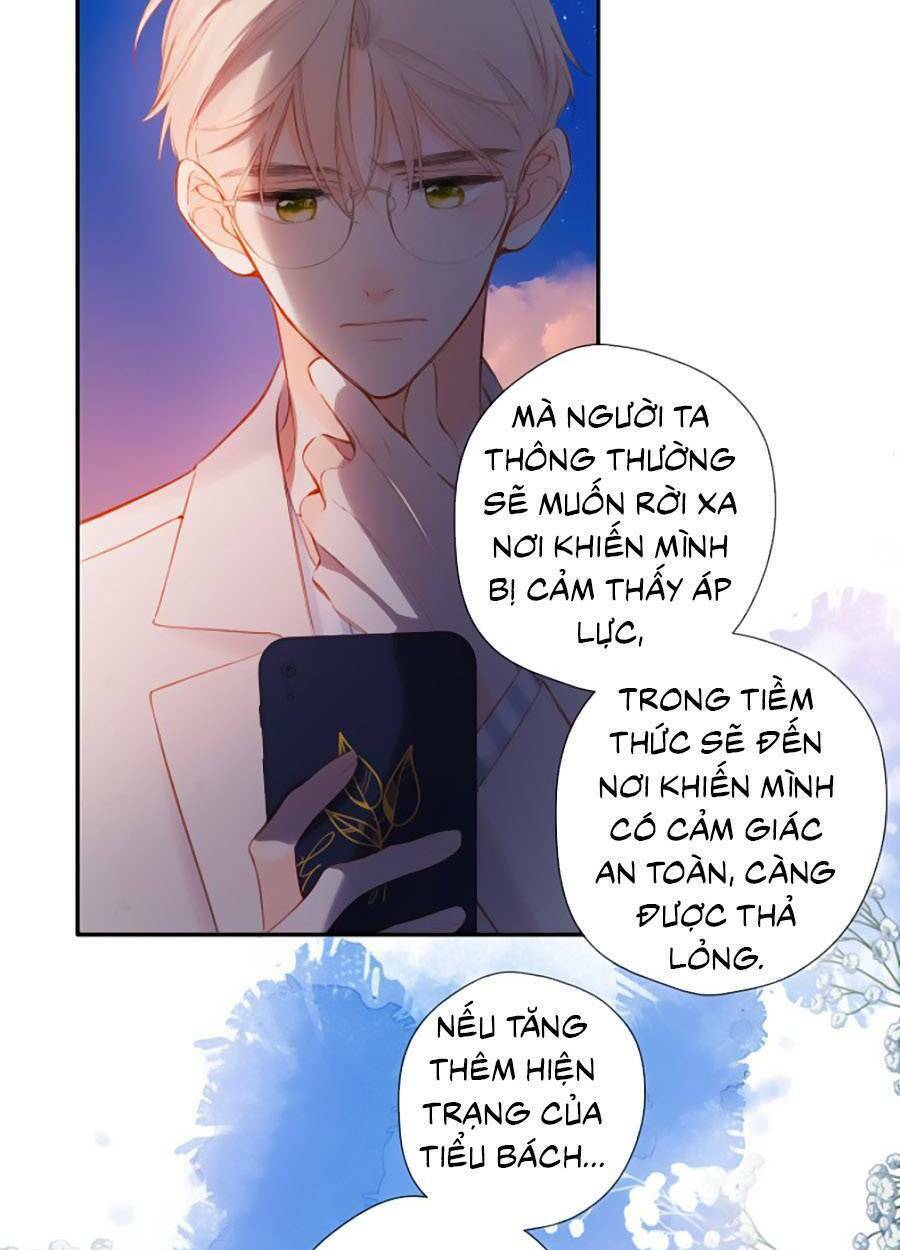 MÀ NGƯỜI TA
THÔNG THƯỜNG
SẼ MUỐN RỜI XA
NƠI KHIẾN MÌNH
BỊ CẢM THẤY ÁP
LỰC,
TRONG TIỀM
THỨC SẼ ĐẾN
NƠI KHIẾN MÌNH
CÓ CẢM GIÁC
AN TOÀN, CÀNG
ĐƯỢC THẢ
LỎNG.
NẾU TĂNG
THÊM HIỆN
TRẠNG CỦA
TIỂU BÁCH...